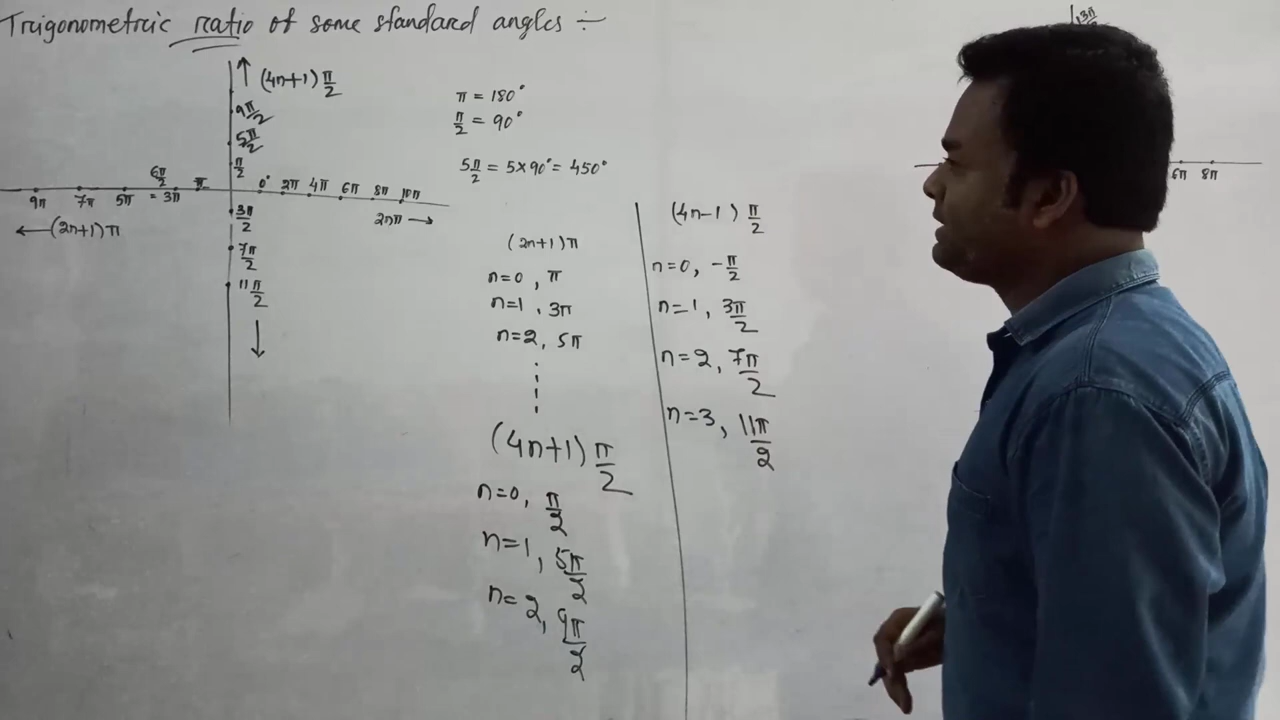 Trigonometric ratio of some standard angles ÷
(4n+1) π/2
9π/2
5π/2
π/2
6π/2
= 3π
9π 7π 5π π 0° 2π 4π 6π 8π 10π
←(2n+1)π
2nπ →
3π/2
7π/2
11π/2
π = 180°
π/2 = 90°
5π/2 = 5×90° = 450°
(2n+1)π
n=0, π
n=1, 3π
n=2, 5π
(4n+1) π/2
n=0, π/2
n=1, 5π/2
n=2, 9π/2
(4n-1) π/2
n=0, -π/2
n=1, 3π/2
n=2, 7π/2
n=3, 11π/2
6π 8π